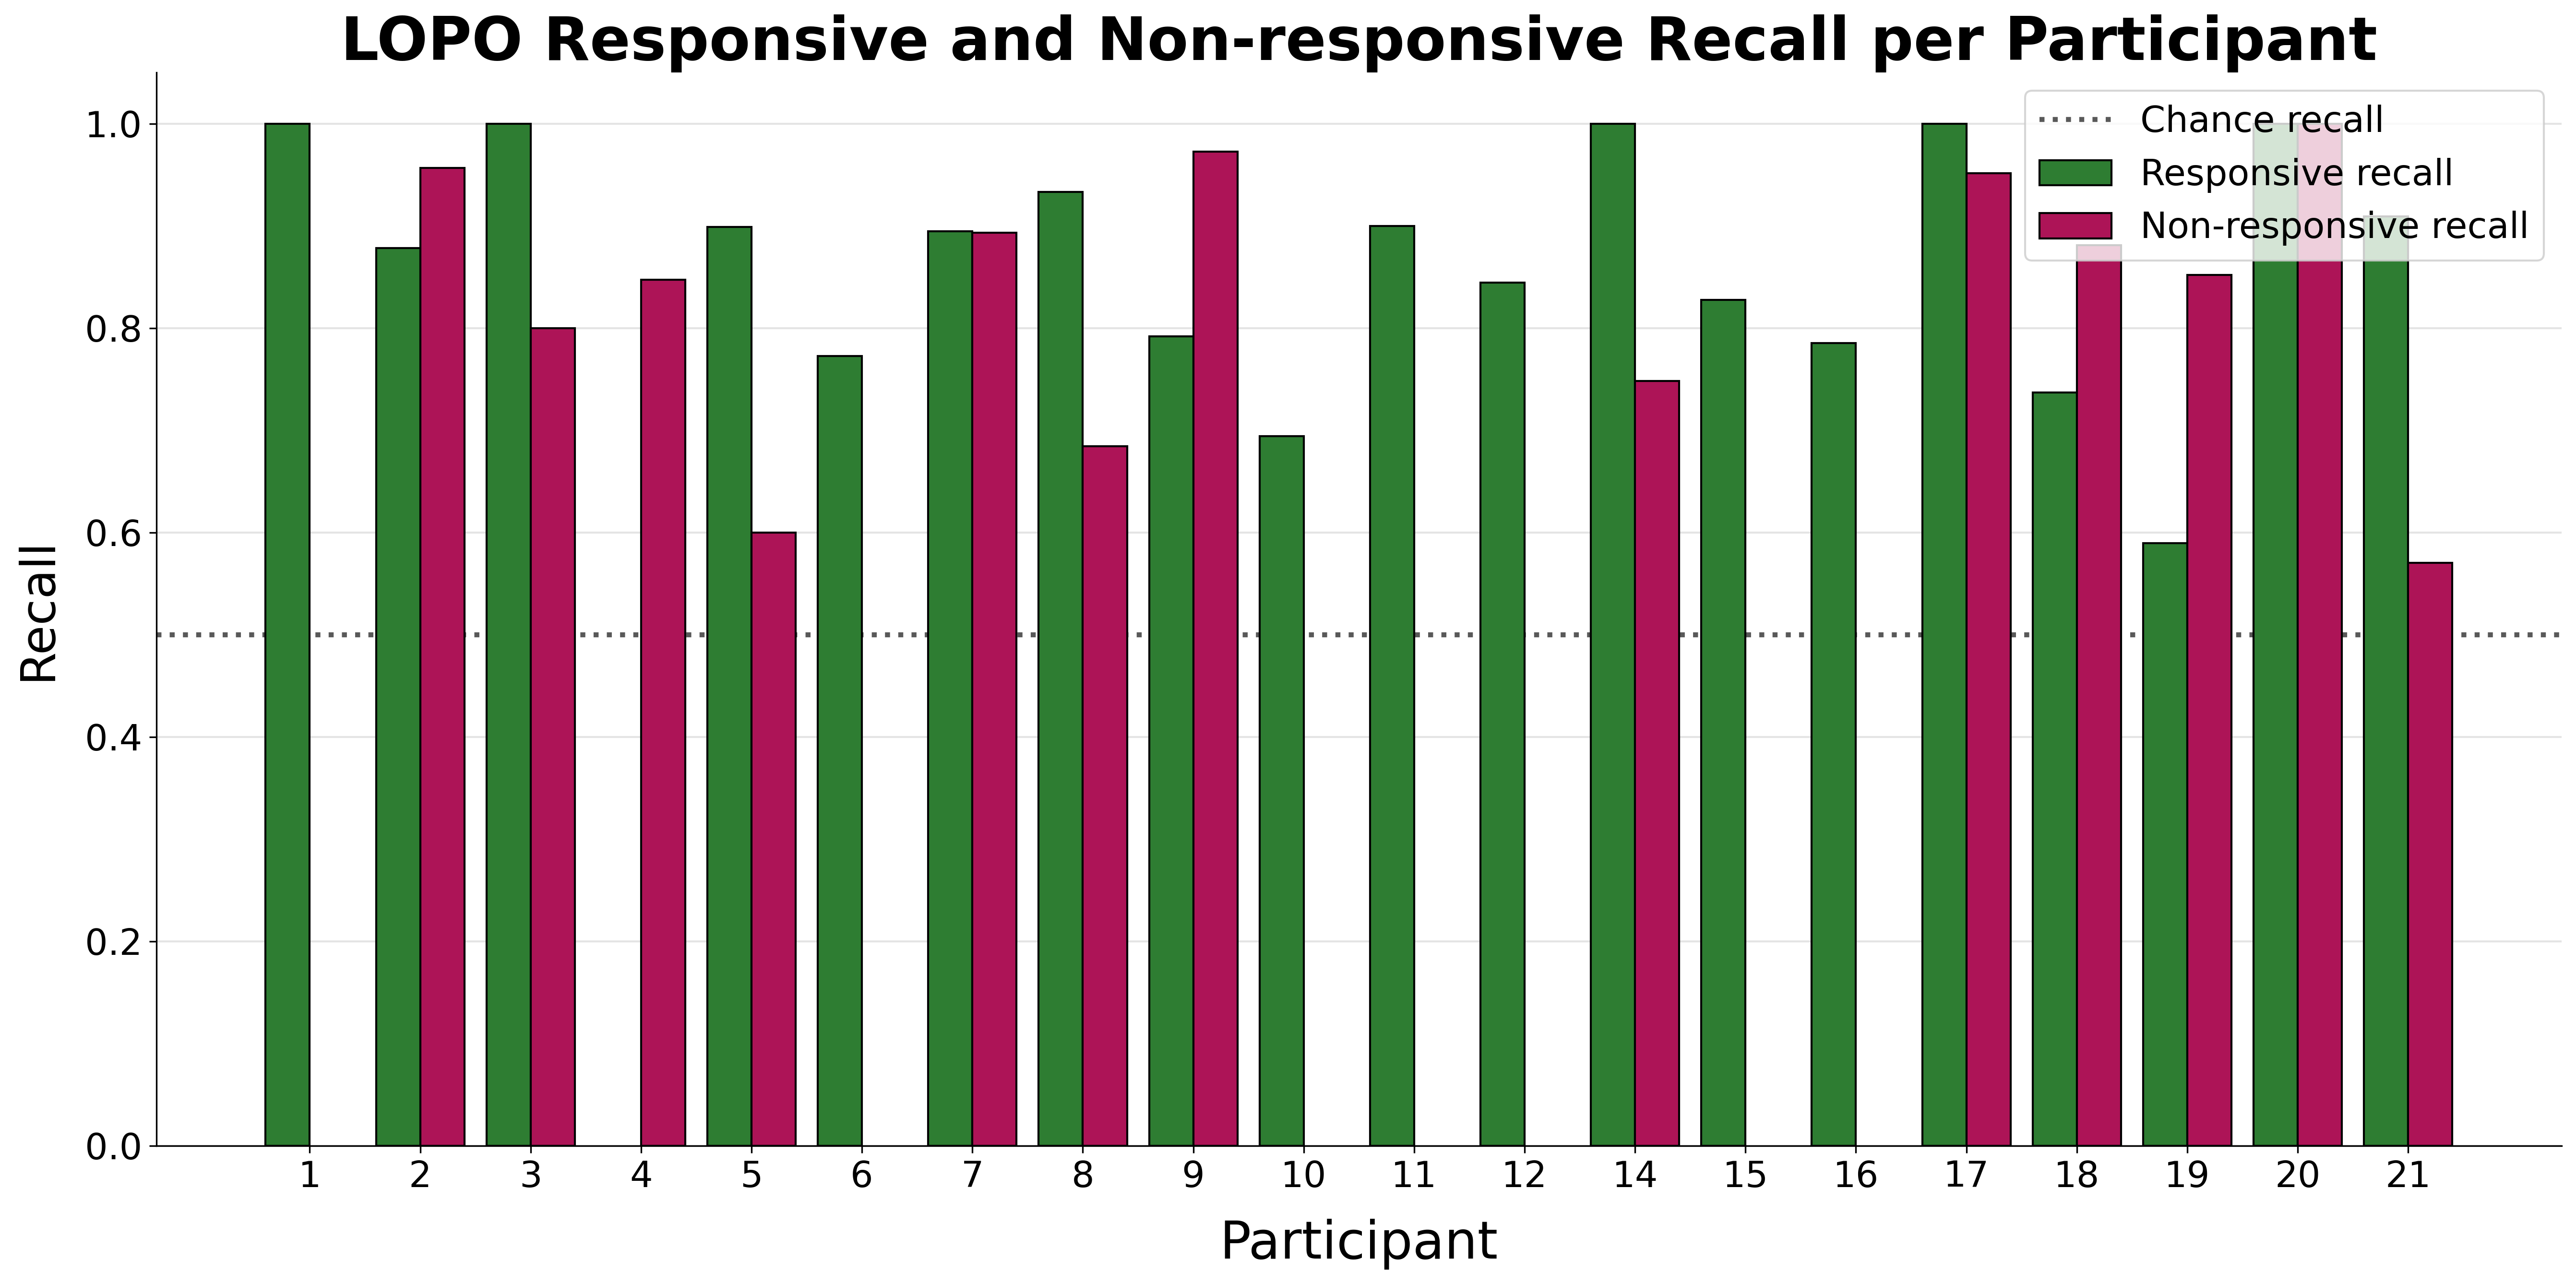 LOPO Responsive and Non-responsive Recall per Participant
Chance recall
Responsive recall
Non-responsive recall
1.0
0.8
0.6
0.4
0.2
0.0
Recall
1 2 3 4 5 6 7 8 9 10 11 12 14 15 16 17 18 19 20 21
Participant